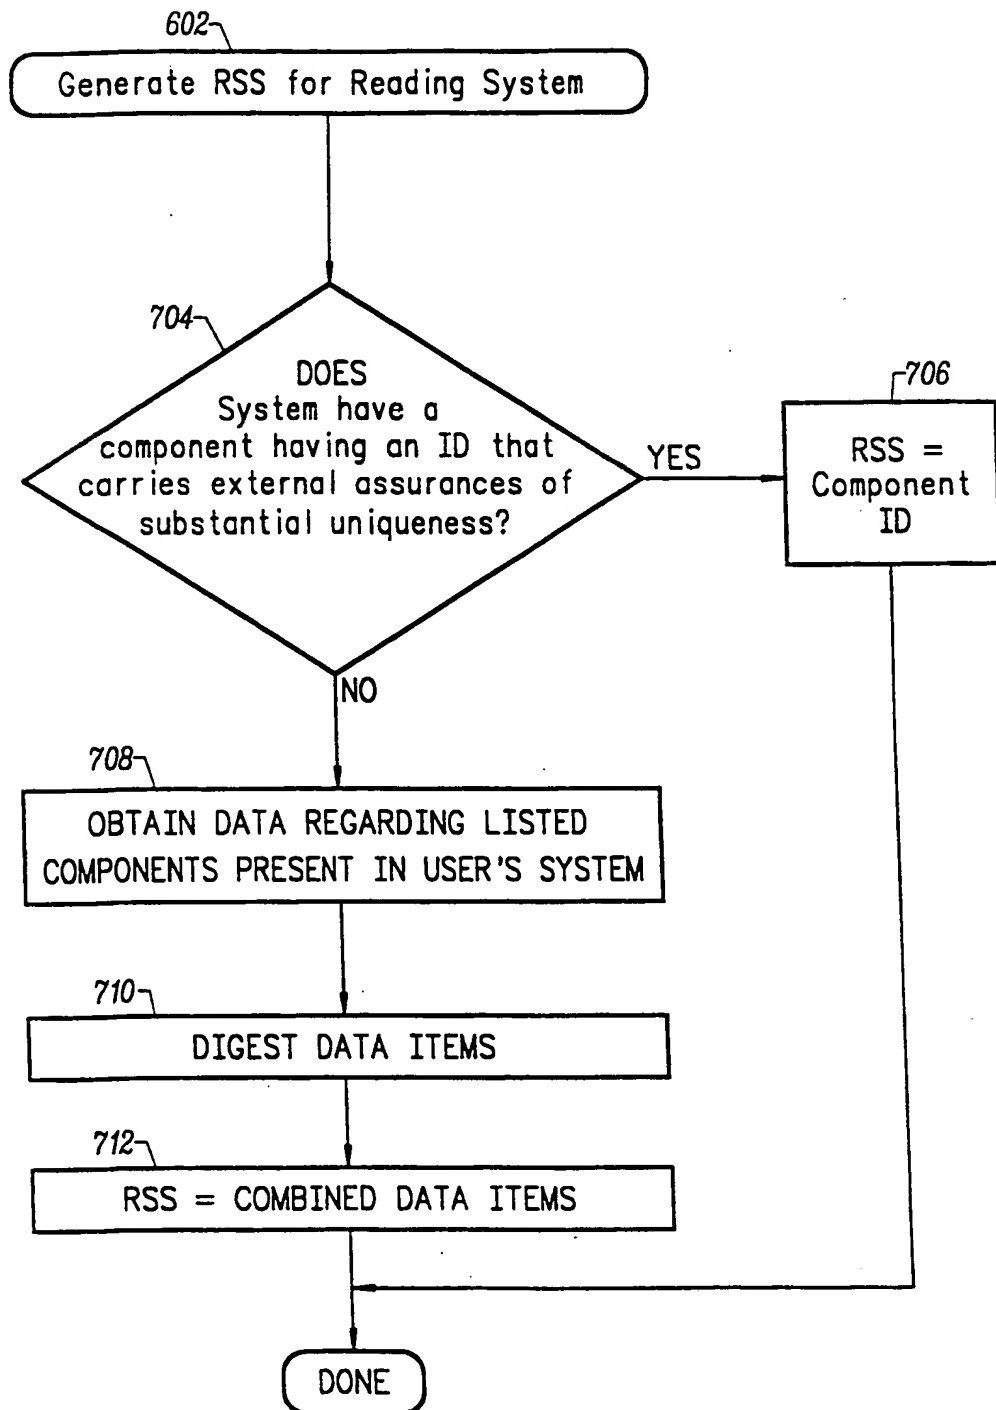 602
Generate RSS for Reading System
704
DOES
System have a
component having an ID that
carries external assurances of
substantial uniqueness?
YES
706
RSS =
Component
ID
NO
708
OBTAIN DATA REGARDING LISTED
COMPONENTS PRESENT IN USER'S SYSTEM
710
DIGEST DATA ITEMS
712
RSS = COMBINED DATA ITEMS
DONE